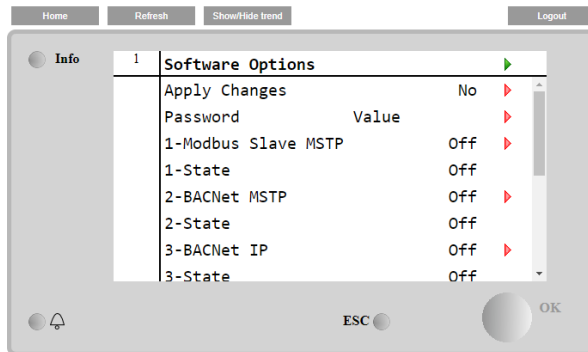 Home Refresh Show/Hide trend Logout
Info
1 Software Options
Apply Changes No
Password Value
1-Modbus Slave MSTP Off
1-State Off
2-BACNet MSTP Off
2-State Off
3-BACNet IP Off
3-State Off
ESC OK